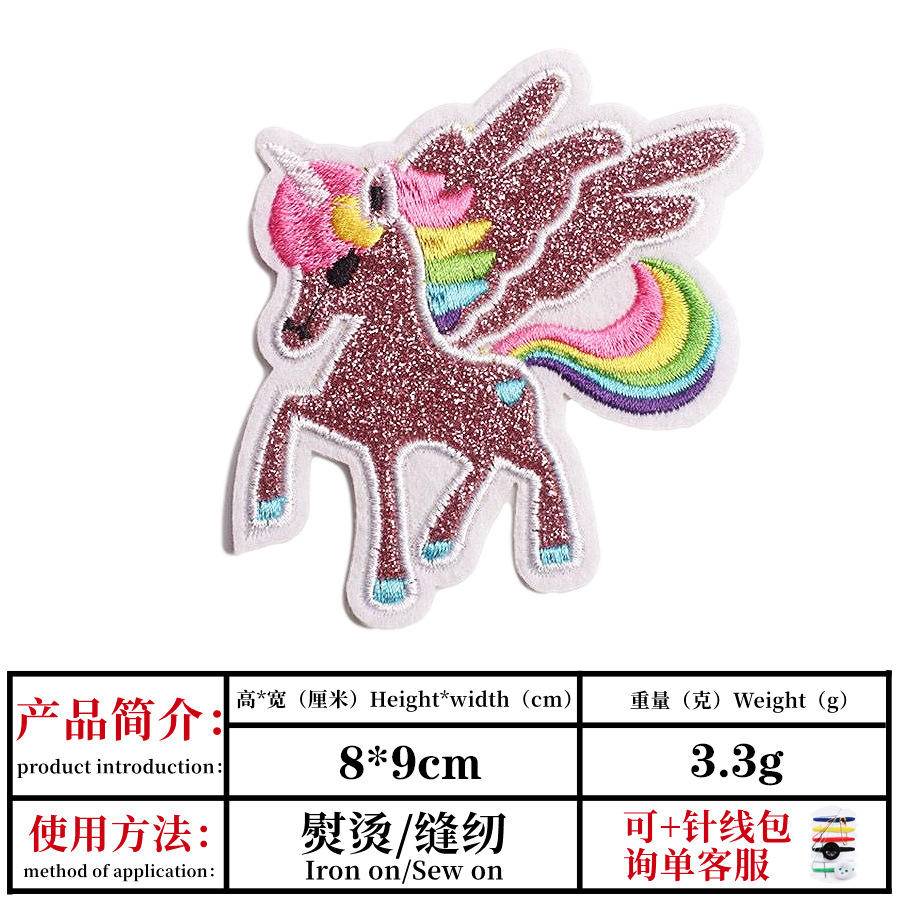 产品简介：
product introduction：
高*宽（厘米）Height*width（cm）
重量（克）Weight（g）
8*9cm
3.3g
使用方法：
method of application：
熨烫/缝纫
Iron on/Sew on
可+针线包
询单客服